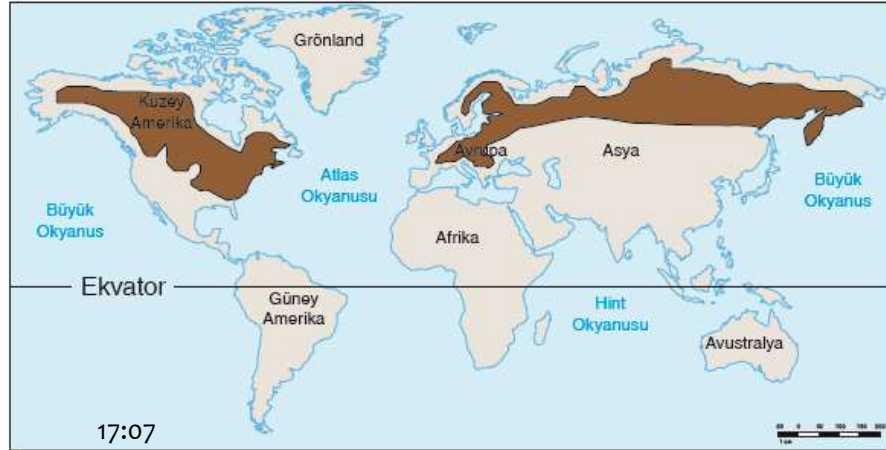 Grönland
Kuzey
Amerika
Avrupa
Asya
Atlas
Okyanusu
Büyük
Okyanus
Büyük
Okyanus
Afrika
Ekvator
Güney
Amerika
Hint
Okyanusu
Avustralya
17:07